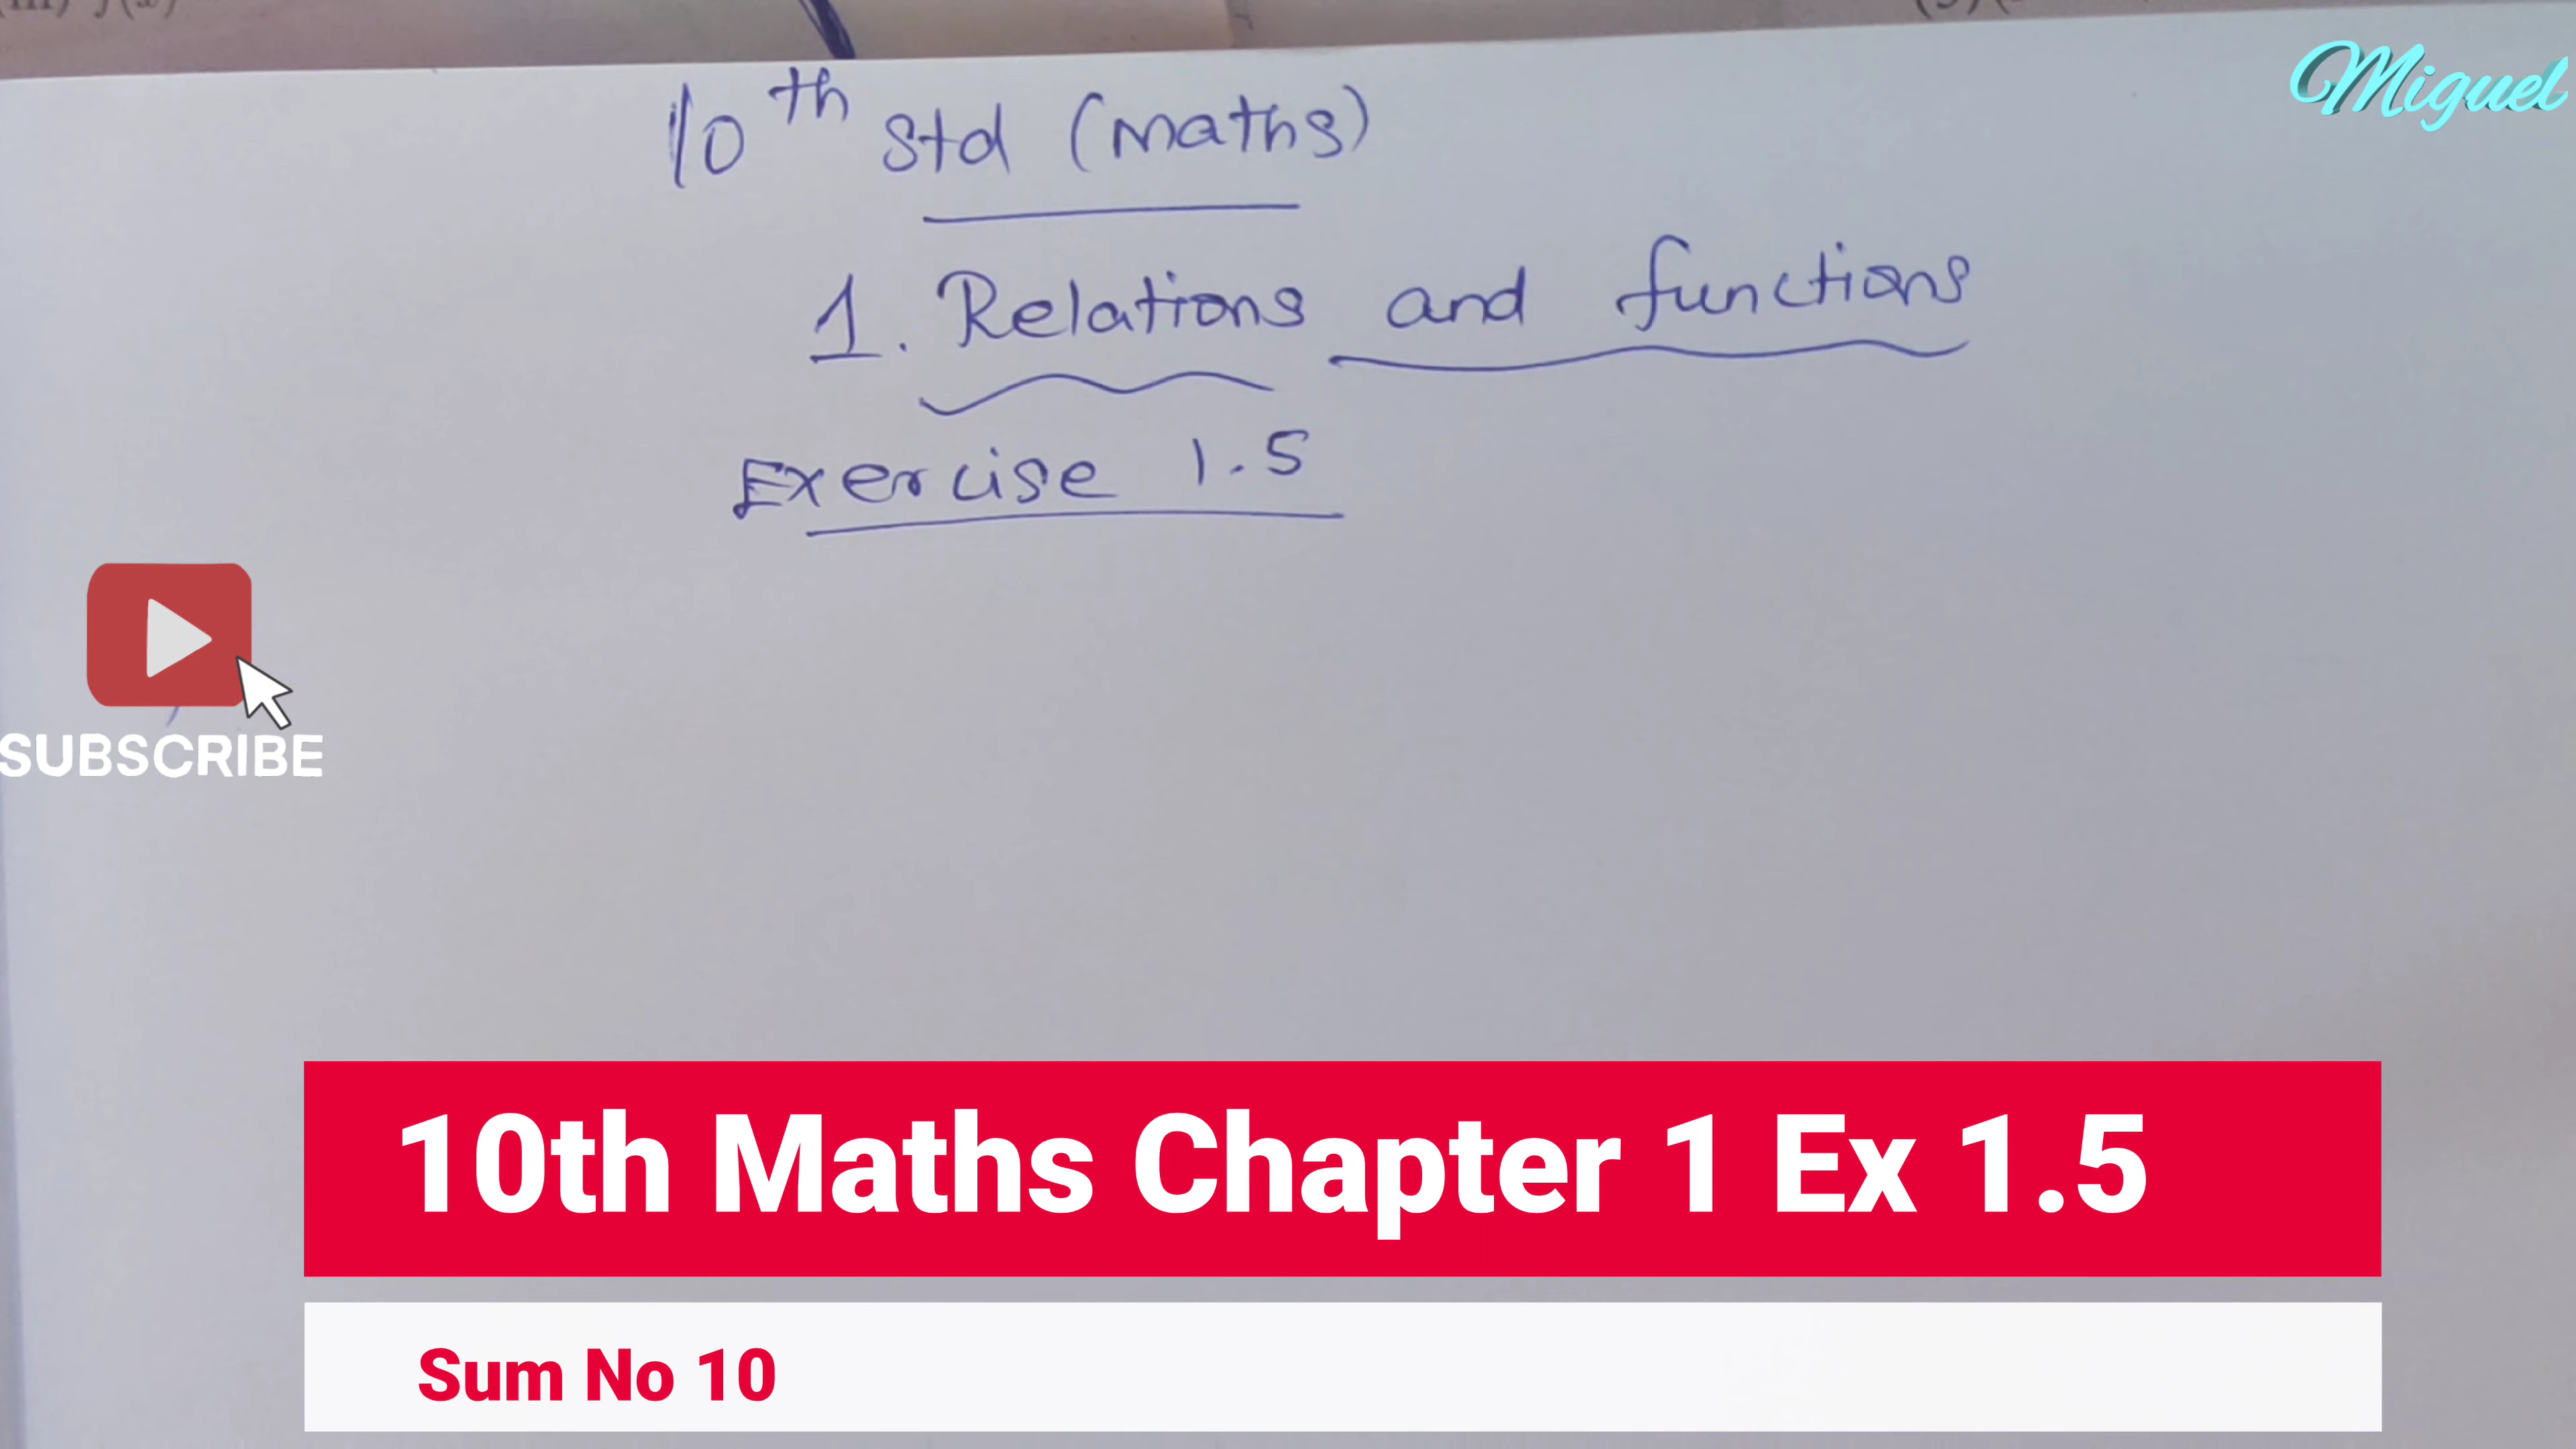 Miguel
10th std (maths)
1. Relations and functions
Exercise 1.5
SUBSCRIBE
10th Maths Chapter 1 Ex 1.5
Sum No 10